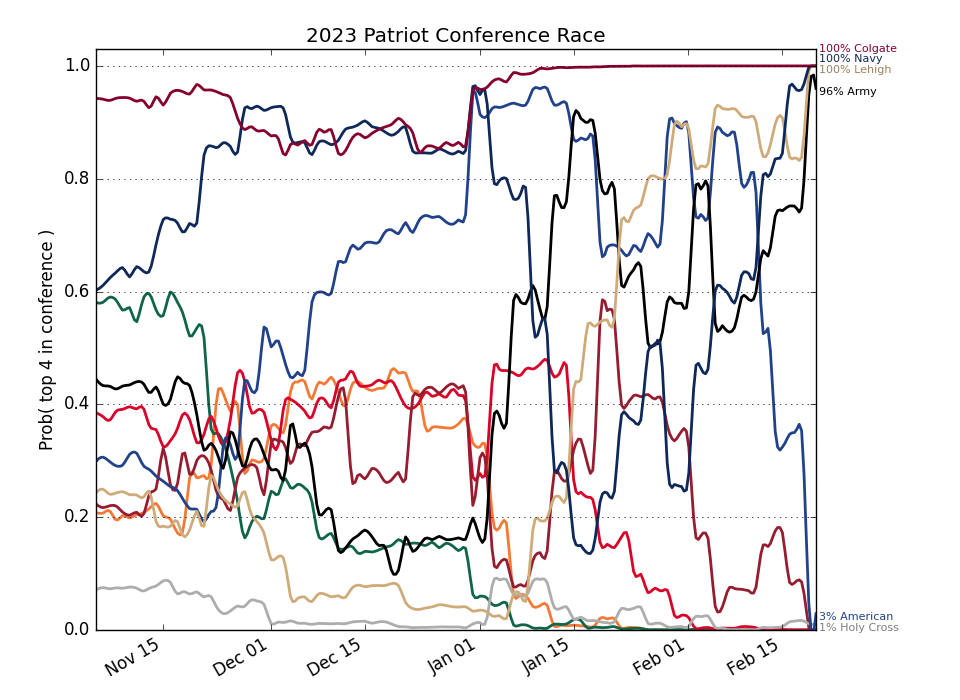 2023 Patriot Conference Race
Prob( top 4 in conference )
1.0
0.8
0.6
0.4
0.2
0.0
Nov 15
Dec 01
Dec 15
Jan 01
Jan 15
Feb 01
Feb 15
100% Colgate
100% Navy
100% Lehigh
96% Army
3% American
1% Holy Cross